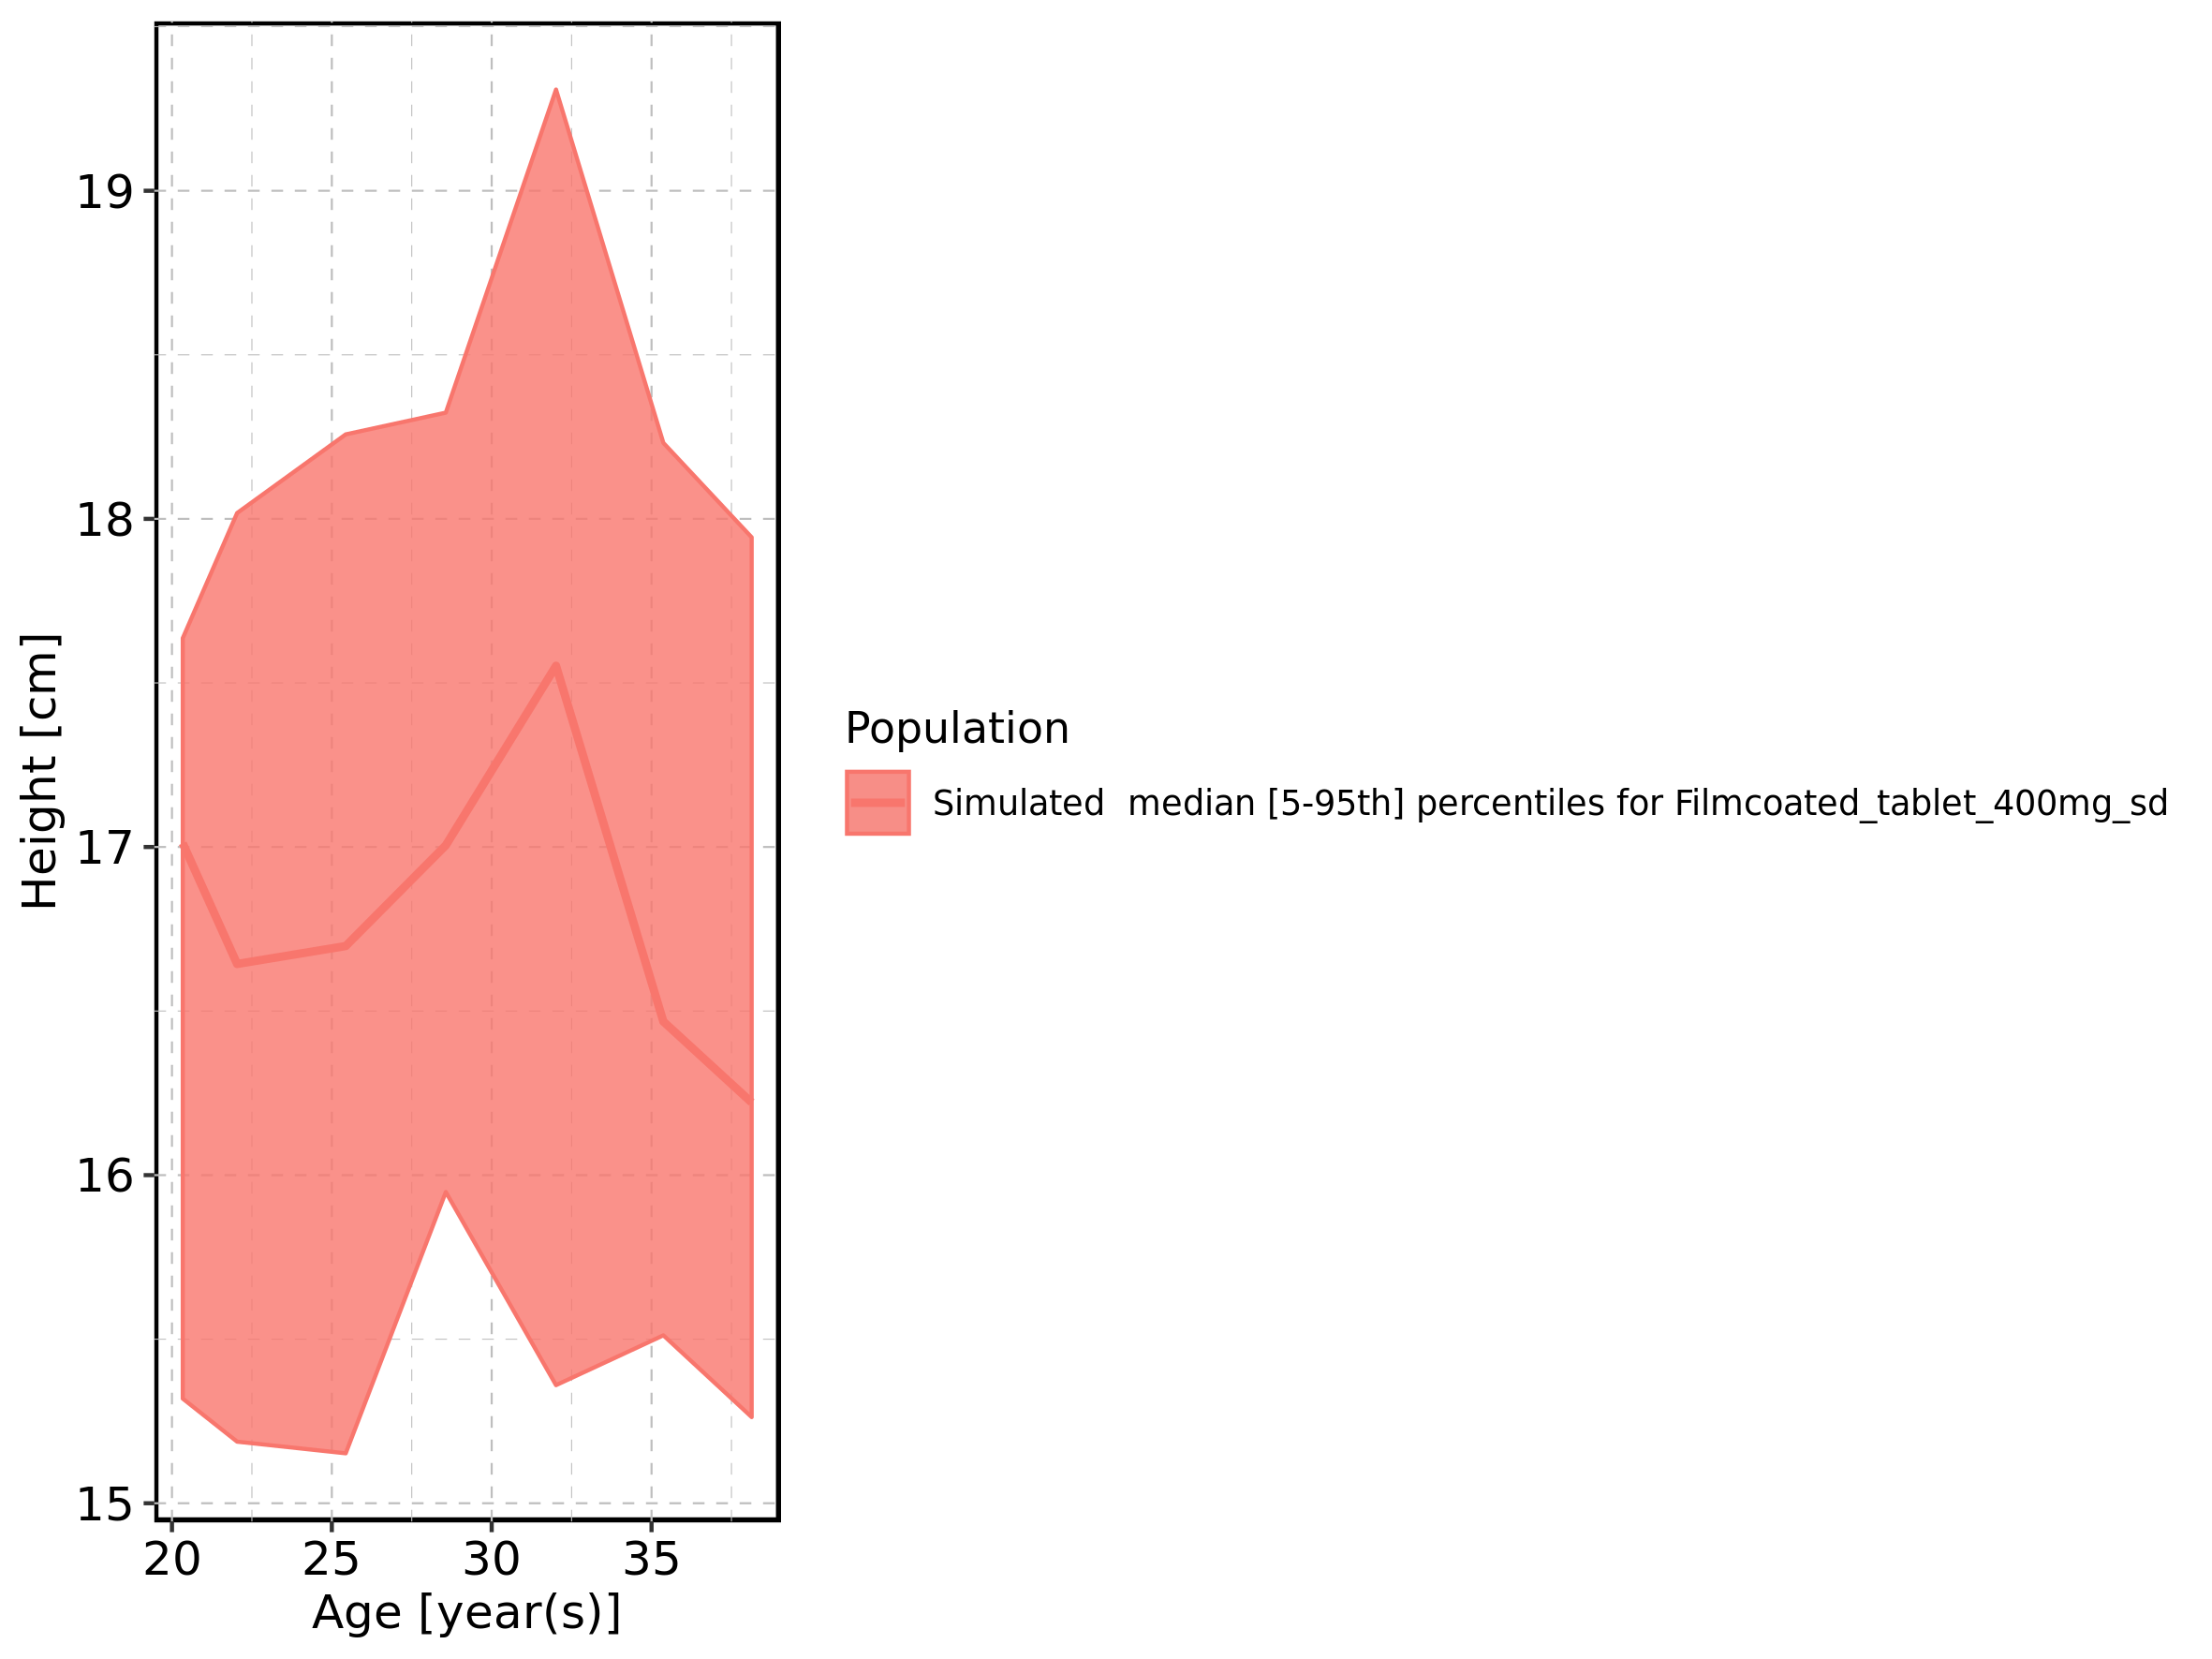 19
18
17
16
15
Height [cm]
20 25 30 35
Age [year(s)]
Population
Simulated  median [5-95th] percentiles for Filmcoated_tablet_400mg_sd